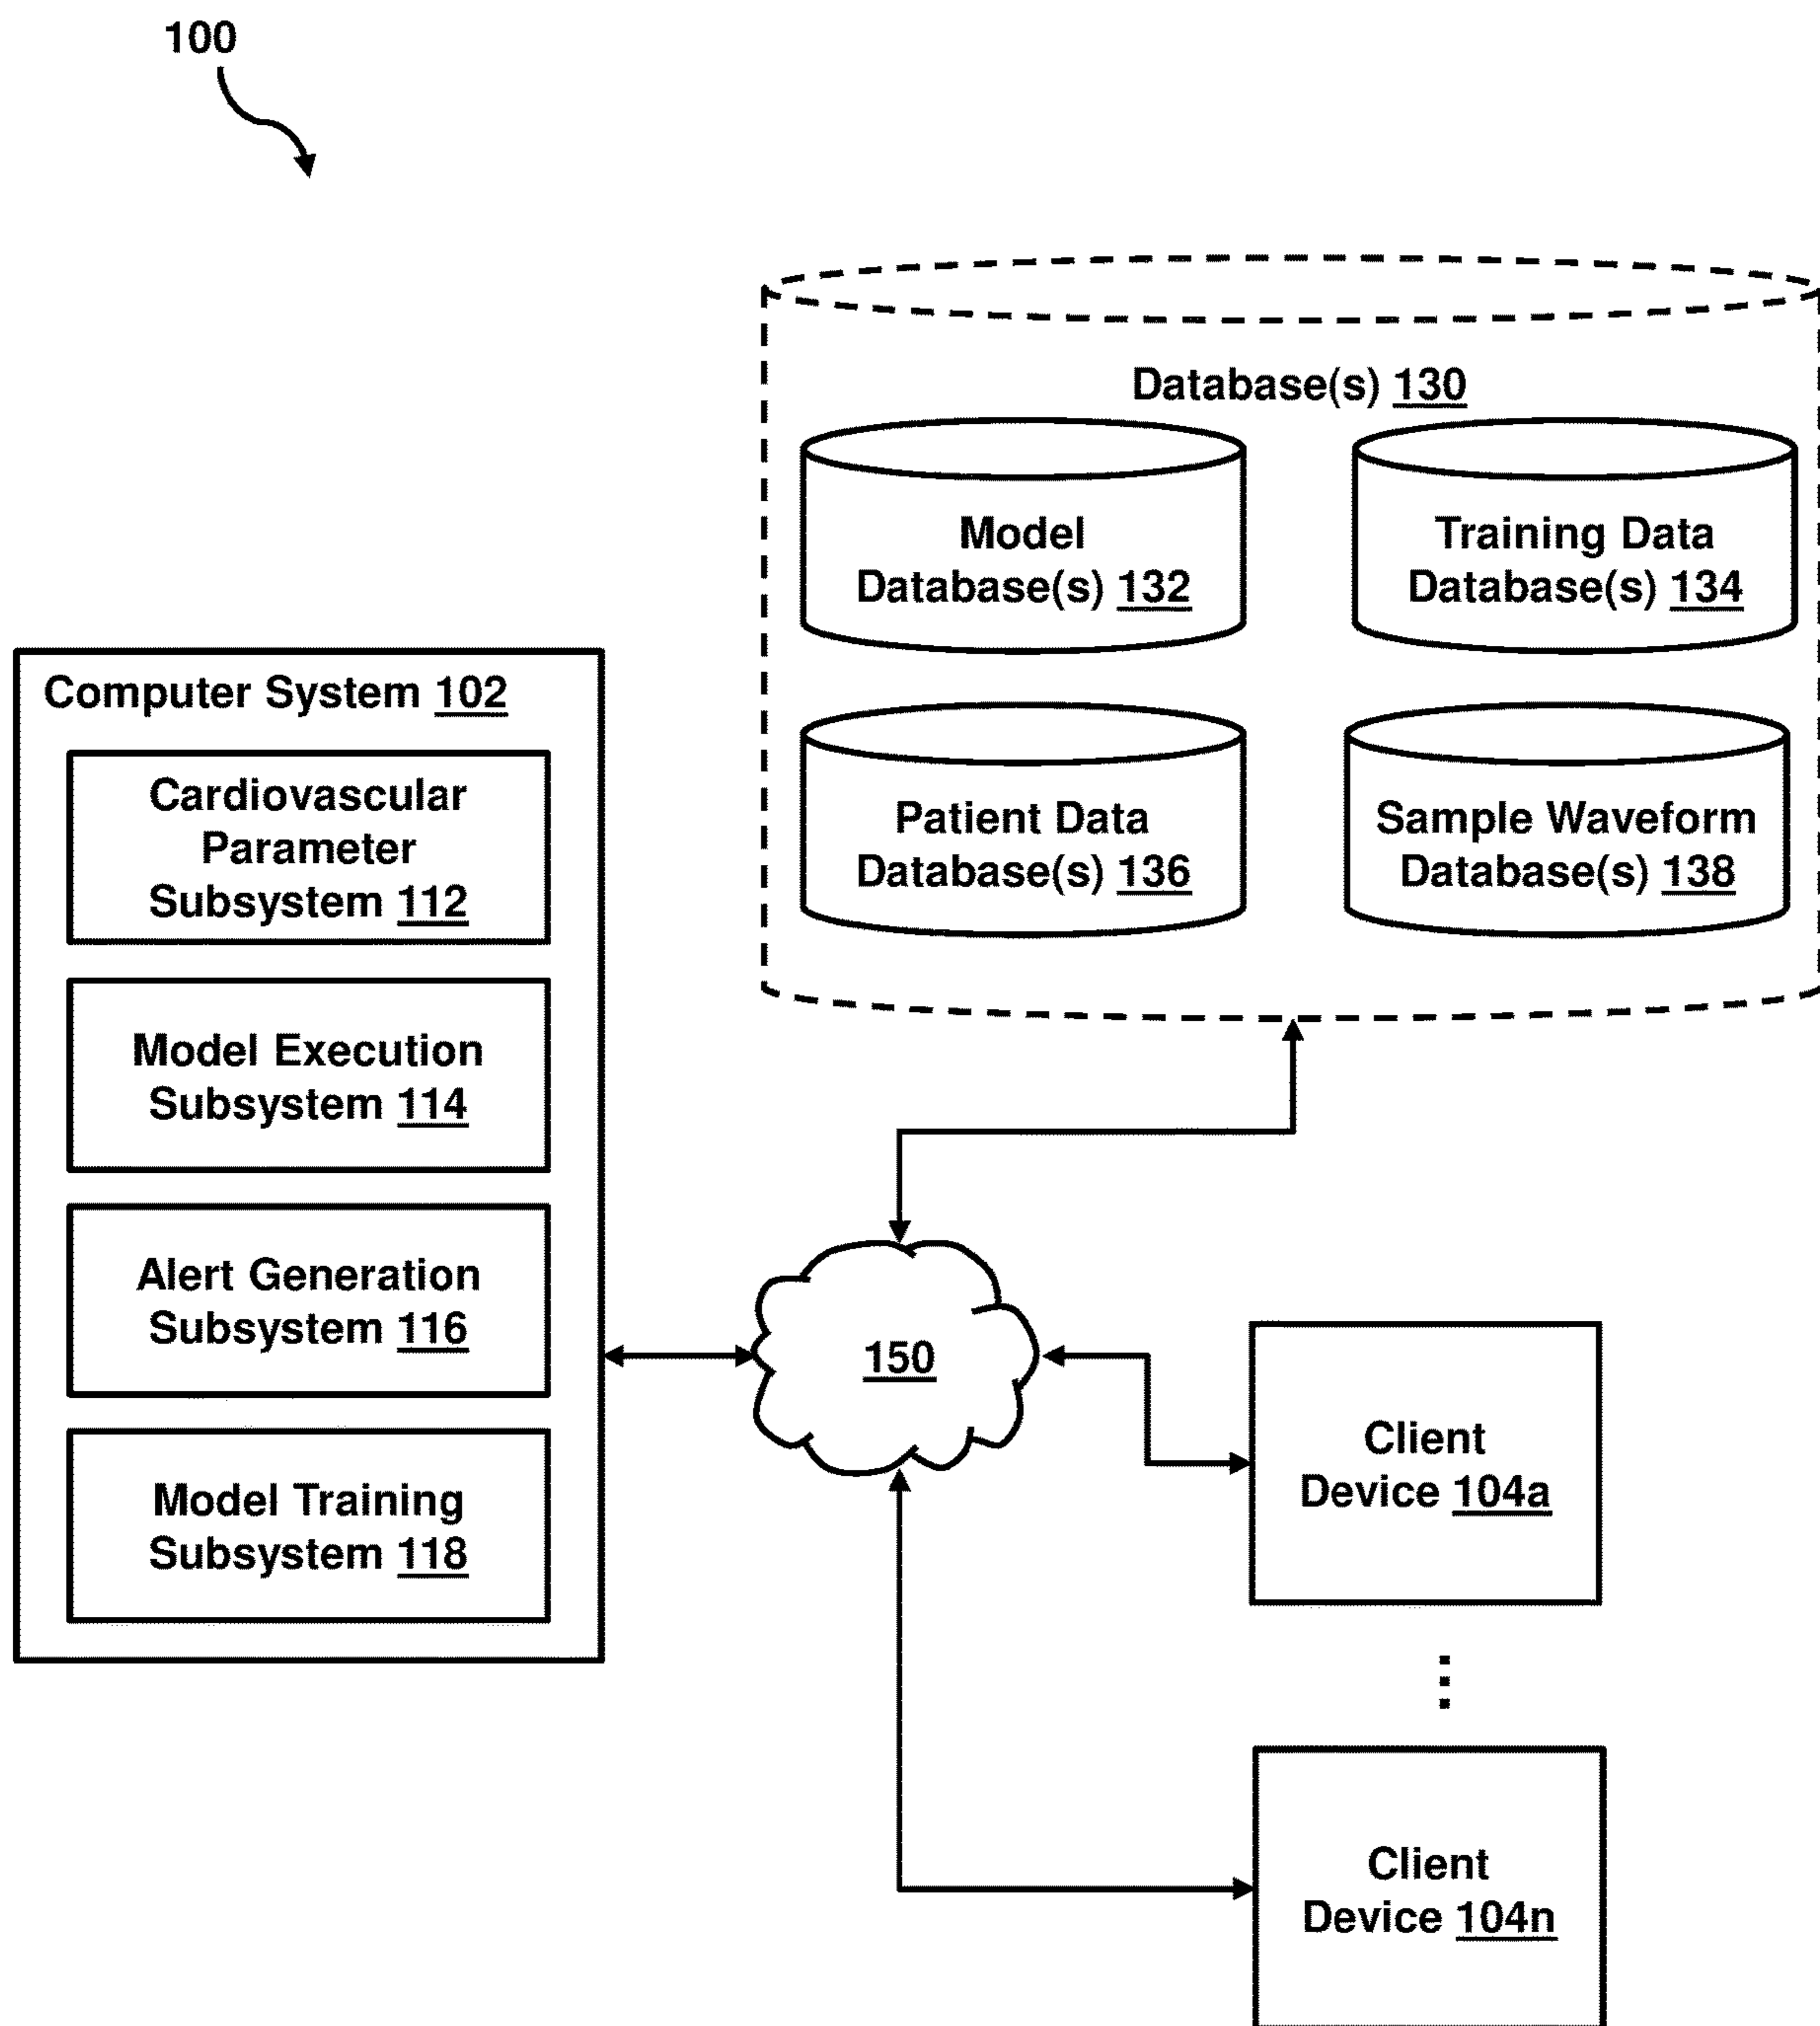 100
Database(s) 130
Model
Database(s) 132
Training Data
Database(s) 134
Patient Data
Database(s) 136
Sample Waveform
Database(s) 138
Computer System 102
Cardiovascular
Parameter
Subsystem 112
Model Execution
Subsystem 114
Alert Generation
Subsystem 116
Model Training
Subsystem 118
150
Client
Device 104a
Client
Device 104n